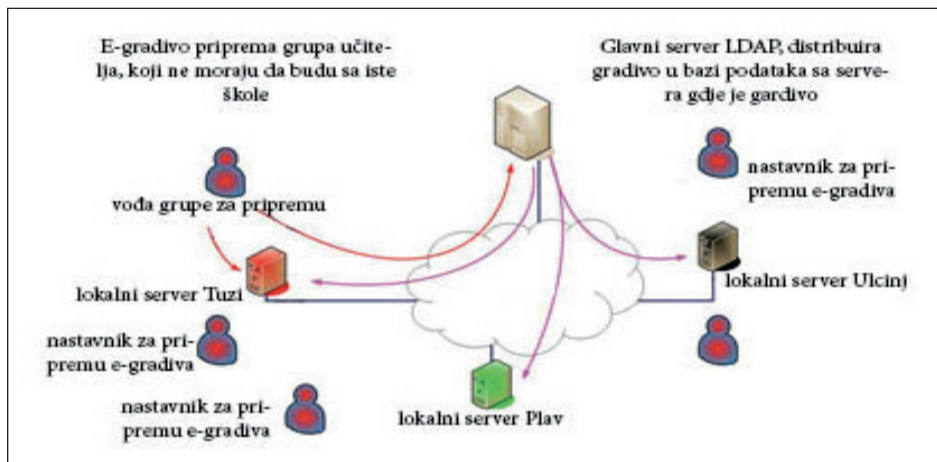 E-gradivo priprema grupa učite-
lja, koji ne moraju da budu sa iste
škole
Glavni server LDAP, distribuira
gradivo u bazi podataka sa serve-
ra gdje je gardivo
nastavnik za pri-
premu e-gradiva
vođa grupe za pripremu
lokalni server Tuzi
lokalni server Ulcinj
nastavnik za pri-
premu e-gradiva
nastavnik za pri-
premu e-gradiva
lokalni server Plav